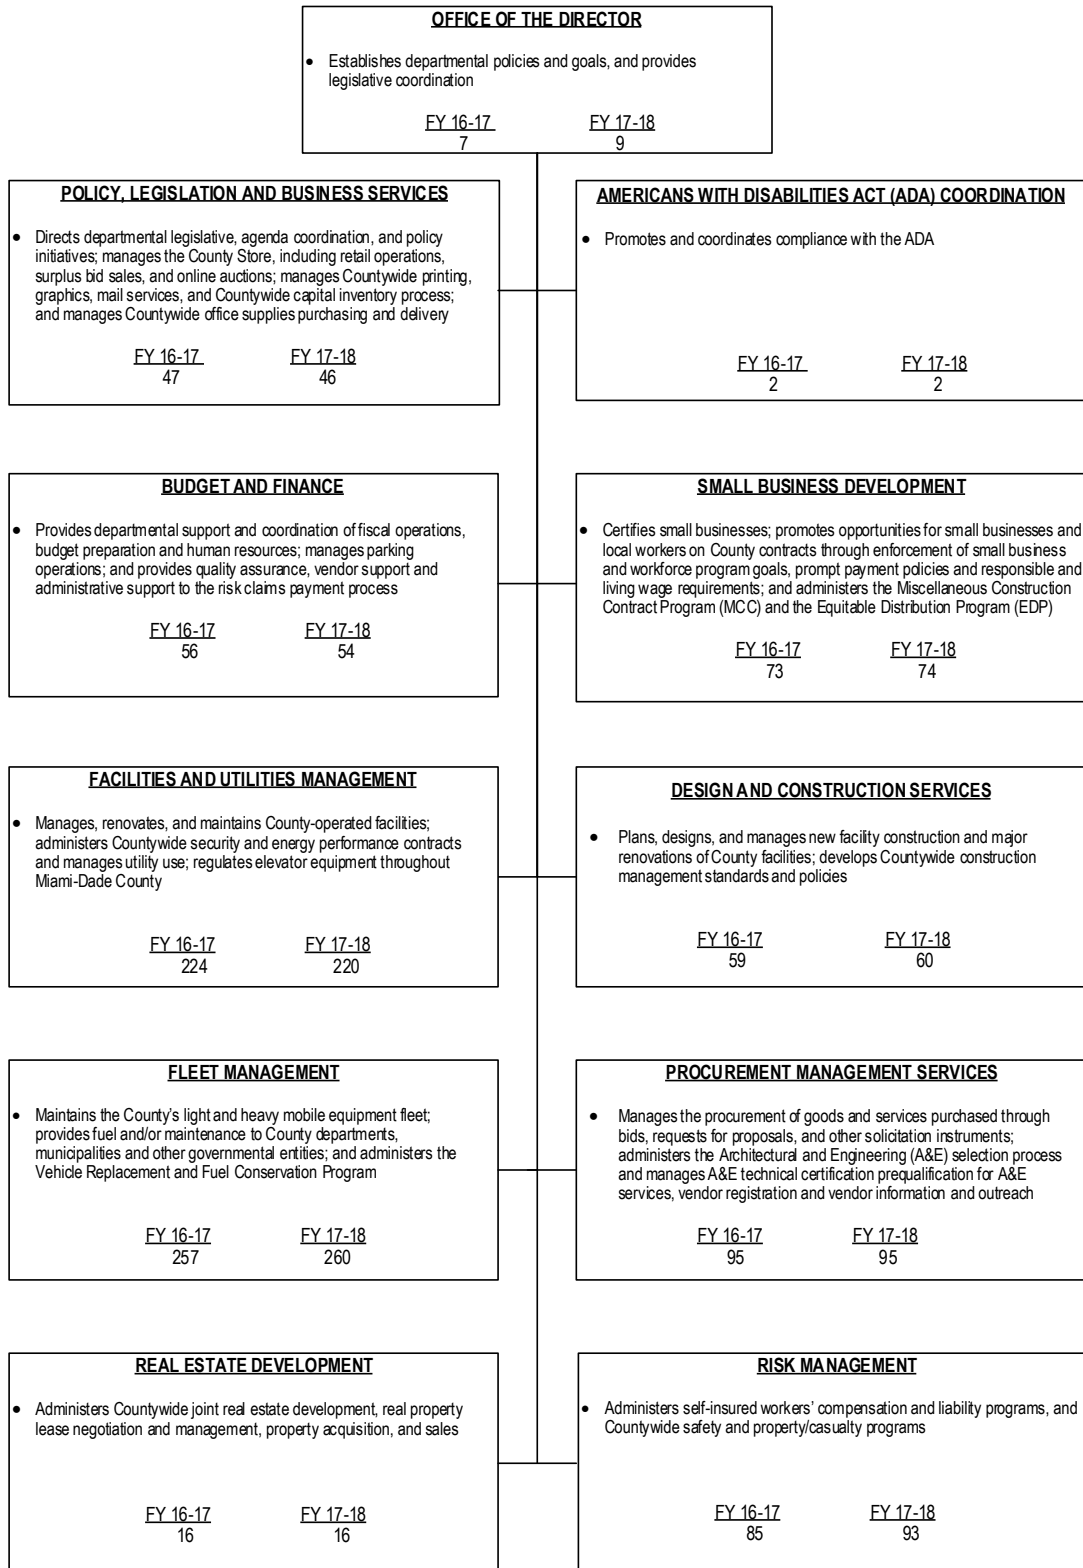 OFFICE OF THE DIRECTOR
• Establishes departmental policies and goals, and provides
legislative coordination
FY 16-17 FY 17-18
7 9
POLICY, LEGISLATION AND BUSINESS SERVICES
• Directs departmental legislative, agenda coordination, and policy
initiatives; manages the County Store, including retail operations,
surplus bid sales, and online auctions; manages Countywide printing,
graphics, mail services, and Countywide capital inventory process;
and manages Countywide office supplies purchasing and delivery
FY 16-17 FY 17-18
47 46
AMERICANS WITH DISABILITIES ACT (ADA) COORDINATION
• Promotes and coordinates compliance with the ADA
FY 16-17 FY 17-18
2 2
BUDGET AND FINANCE
• Provides departmental support and coordination of fiscal operations,
budget preparation and human resources; manages parking
operations; and provides quality assurance, vendor support and
administrative support to the risk claims payment process
FY 16-17 FY 17-18
56 54
SMALL BUSINESS DEVELOPMENT
• Certifies small businesses; promotes opportunities for small businesses and
local workers on County contracts through enforcement of small business
and workforce program goals, prompt payment policies and responsible and
living wage requirements; and administers the Miscellaneous Construction
Contract Program (MCC) and the Equitable Distribution Program (EDP)
FY 16-17 FY 17-18
73 74
FACILITIES AND UTILITIES MANAGEMENT
• Manages, renovates, and maintains County-operated facilities;
administers Countywide security and energy performance contracts
and manages utility use; regulates elevator equipment throughout
Miami-Dade County
FY 16-17 FY 17-18
224 220
DESIGN AND CONSTRUCTION SERVICES
• Plans, designs, and manages new facility construction and major
renovations of County facilities; develops Countywide construction
management standards and policies
FY 16-17 FY 17-18
59 60
FLEET MANAGEMENT
• Maintains the County's light and heavy mobile equipment fleet;
provides fuel and/or maintenance to County departments,
municipalities and other governmental entities; and administers the
Vehicle Replacement and Fuel Conservation Program
FY 16-17 FY 17-18
257 260
PROCUREMENT MANAGEMENT SERVICES
• Manages the procurement of goods and services purchased through
bids, requests for proposals, and other solicitation instruments;
administers the Architectural and Engineering (A&E) selection process
and manages A&E technical certification prequalification for A&E
services, vendor registration and vendor information and outreach
FY 16-17 FY 17-18
95 95
REAL ESTATE DEVELOPMENT
• Administers Countywide joint real estate development, real property
lease negotiation and management, property acquisition, and sales
FY 16-17 FY 17-18
16 16
RISK MANAGEMENT
• Administers self-insured workers' compensation and liability programs, and
Countywide safety and property/casualty programs
FY 16-17 FY 17-18
85 93